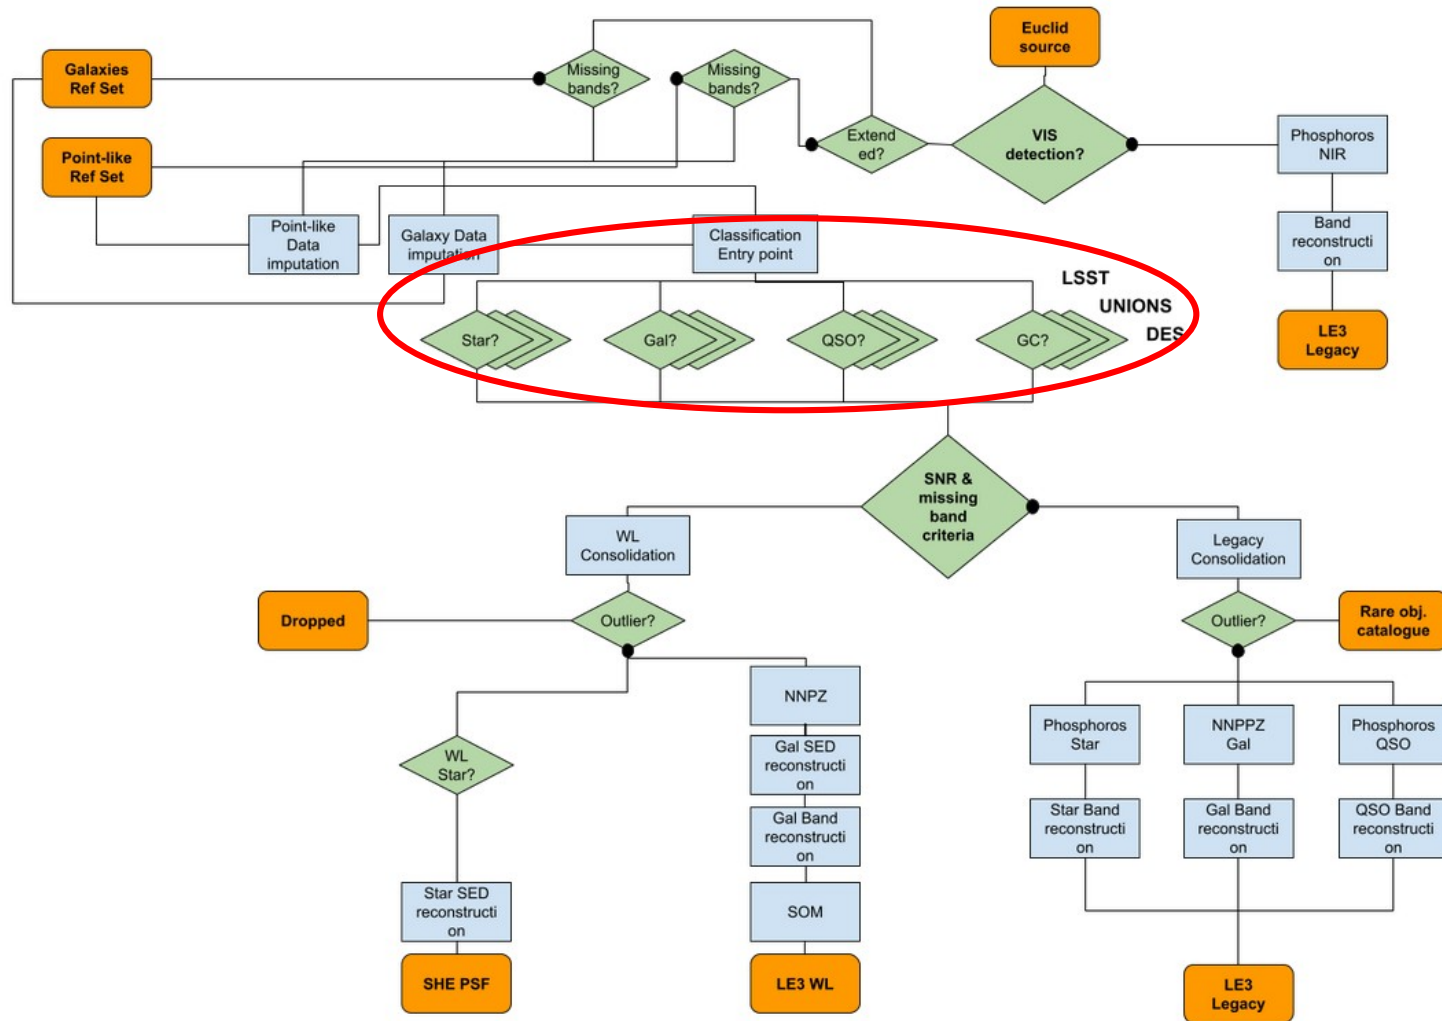 Euclid
source
Galaxies
Ref Set
Missing
bands?
Missing
bands?
Extend
ed?
VIS
detection?
Phosphoros
NIR
Point-like
Ref Set
Point-like
Data
imputation
Galaxy Data
imputation
Classification
Entry point
Band
reconstructi
on
LSST
UNIONS
DES
Star?
Gal?
QSO?
GC?
LE3
Legacy
SNR &
missing
band
criteria
WL
Consolidation
Legacy
Consolidation
Dropped
Outlier?
Outlier?
Rare obj.
catalogue
NNPZ
Phosphoros
Star
NNPPZ
Gal
Phosphoros
QSO
WL
Star?
Gal SED
reconstructi
on
Gal Band
reconstructi
on
Star Band
reconstructi
on
Gal Band
reconstructi
on
QSO Band
reconstructi
on
Star SED
reconstructi
on
SOM
SHE PSF
LE3 WL
LE3
Legacy